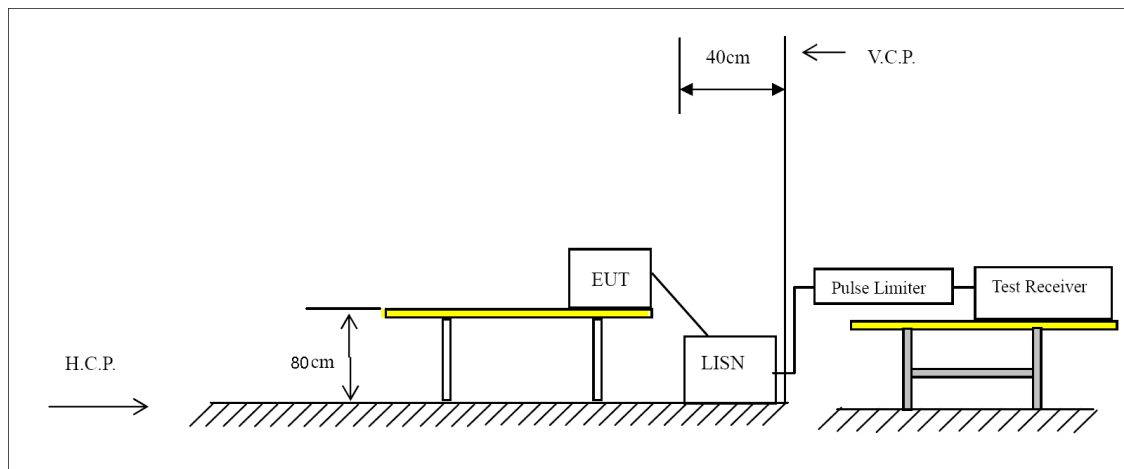 40cm
V.C.P.
EUT
Pulse Limiter
Test Receiver
80cm
H.C.P.
LISN